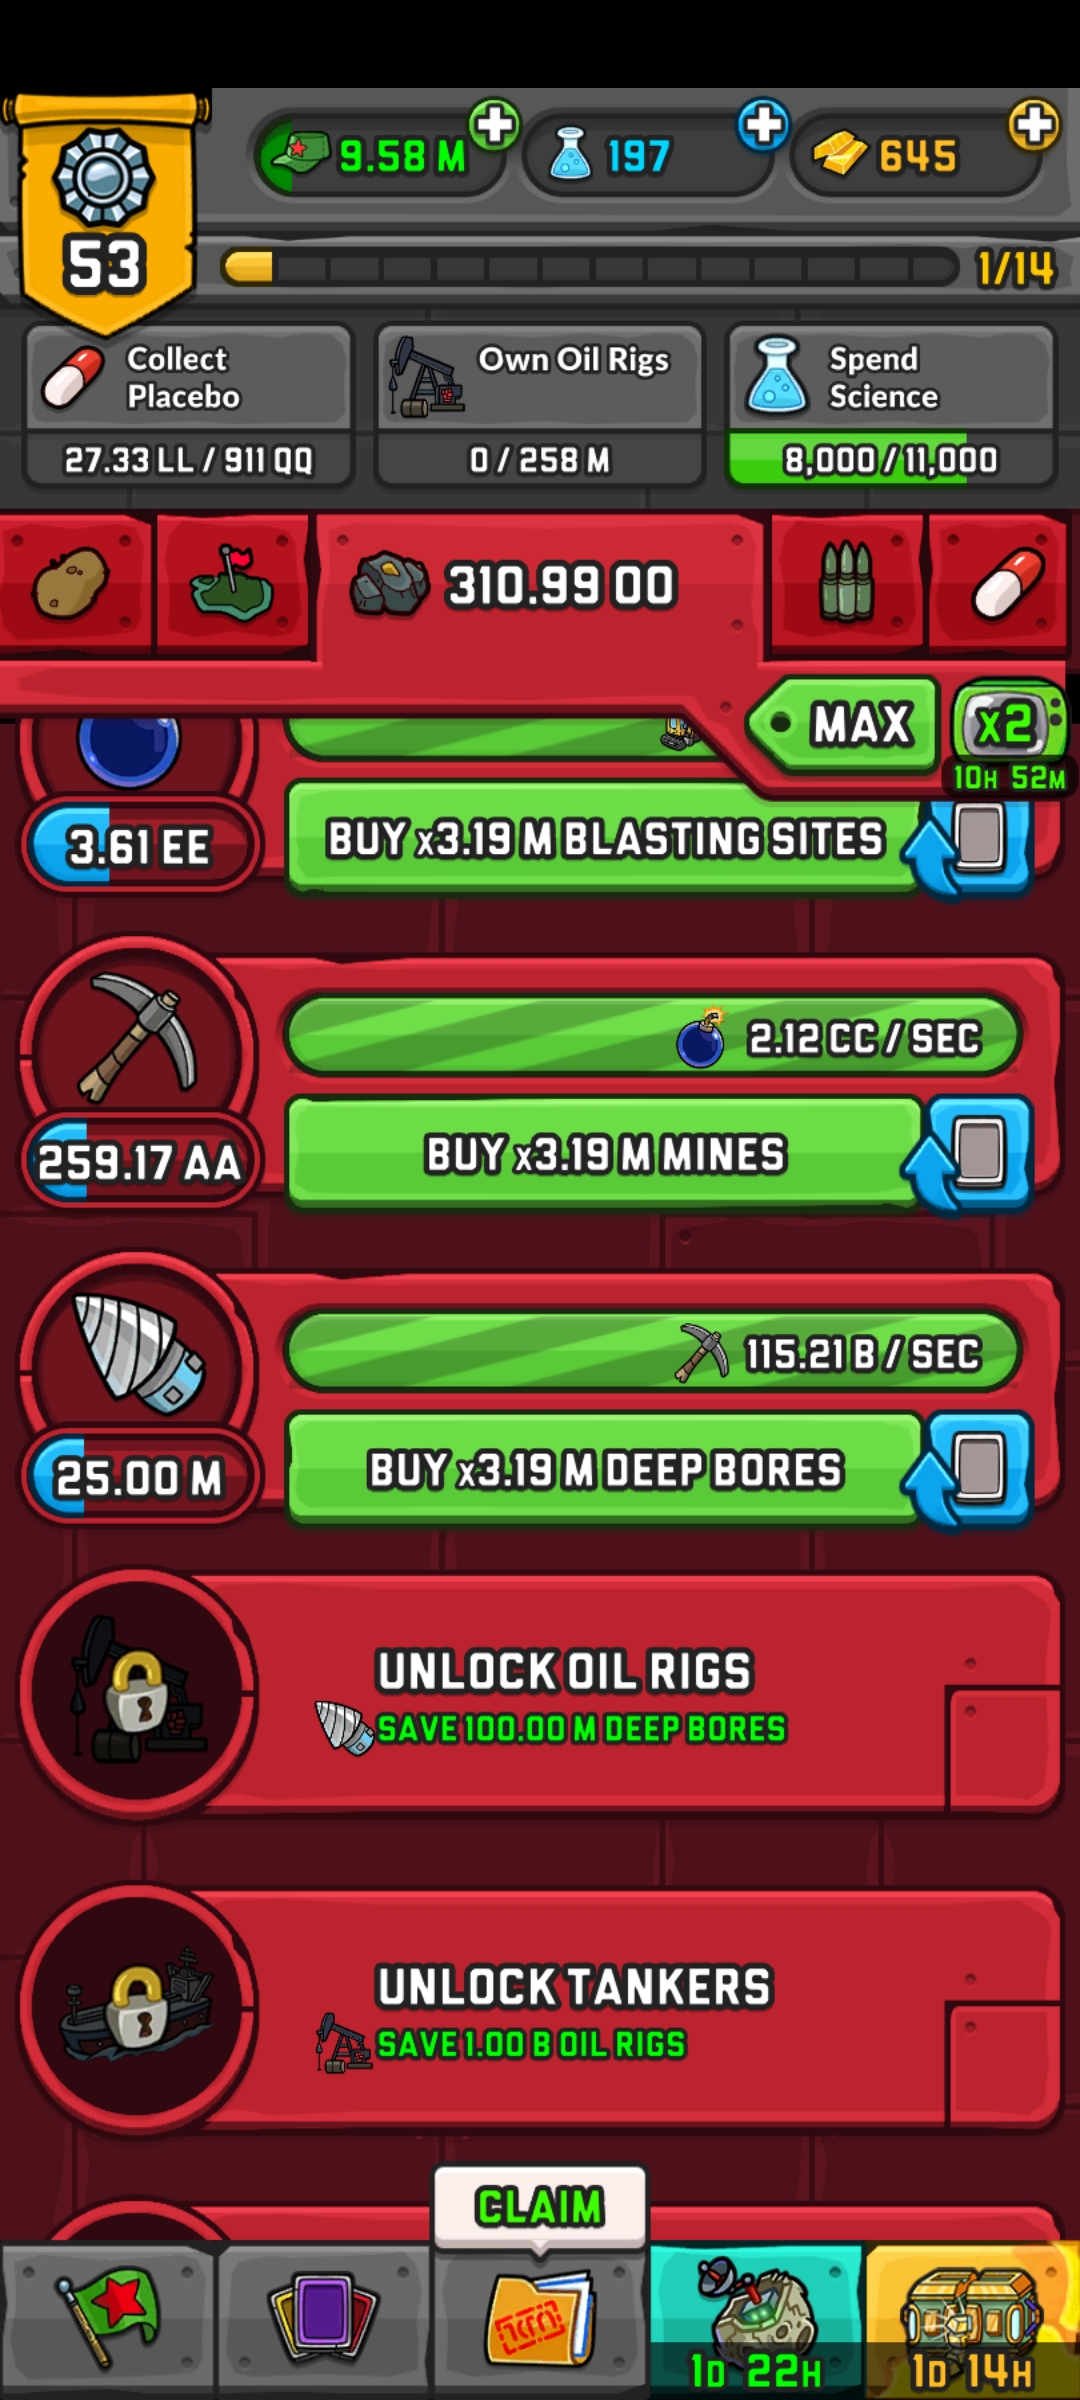 9.58 M
197
645
53
1/14
Collect
Placebo
27.33 LL / 911 QQ
Own Oil Rigs
0 / 258 M
Spend
Science
8,000 / 11,000
310.99 OO
MAX
x2
10H 52M
3.61 EE
BUY x3.19 M BLASTING SITES
2.12 CC / SEC
259.17 AA
BUY x3.19 M MINES
115.21 B / SEC
25.00 M
BUY x3.19 M DEEP BORES
UNLOCK OIL RIGS
SAVE 100.00 M DEEP BORES
UNLOCK TANKERS
SAVE 1.00 B OIL RIGS
CLAIM
1D 22H
1D 14H